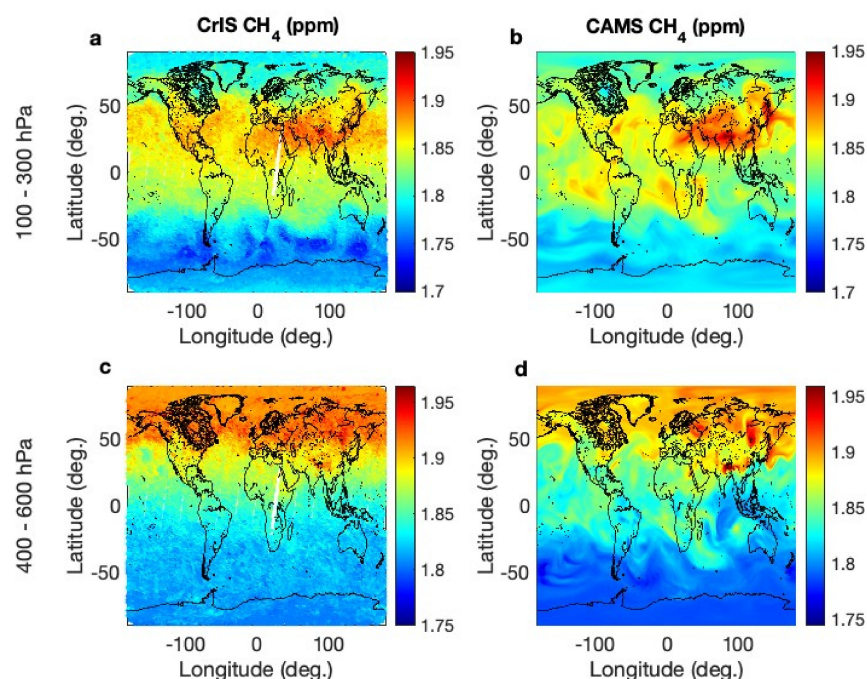 CrIS CH4 (ppm)
CAMS CH4 (ppm)
a
b
100 - 300 hPa
Latitude (deg.)
50
0
-50
-100 0 100
Longitude (deg.)
1.95
1.9
1.85
1.8
1.75
1.7
Latitude (deg.)
50
0
-50
-100 0 100
Longitude (deg.)
1.95
1.9
1.85
1.8
1.75
1.7
c
d
400 - 600 hPa
Latitude (deg.)
50
0
-50
-100 0 100
Longitude (deg.)
1.95
1.9
1.85
1.8
1.75
Latitude (deg.)
50
0
-50
-100 0 100
Longitude (deg.)
1.95
1.9
1.85
1.8
1.75